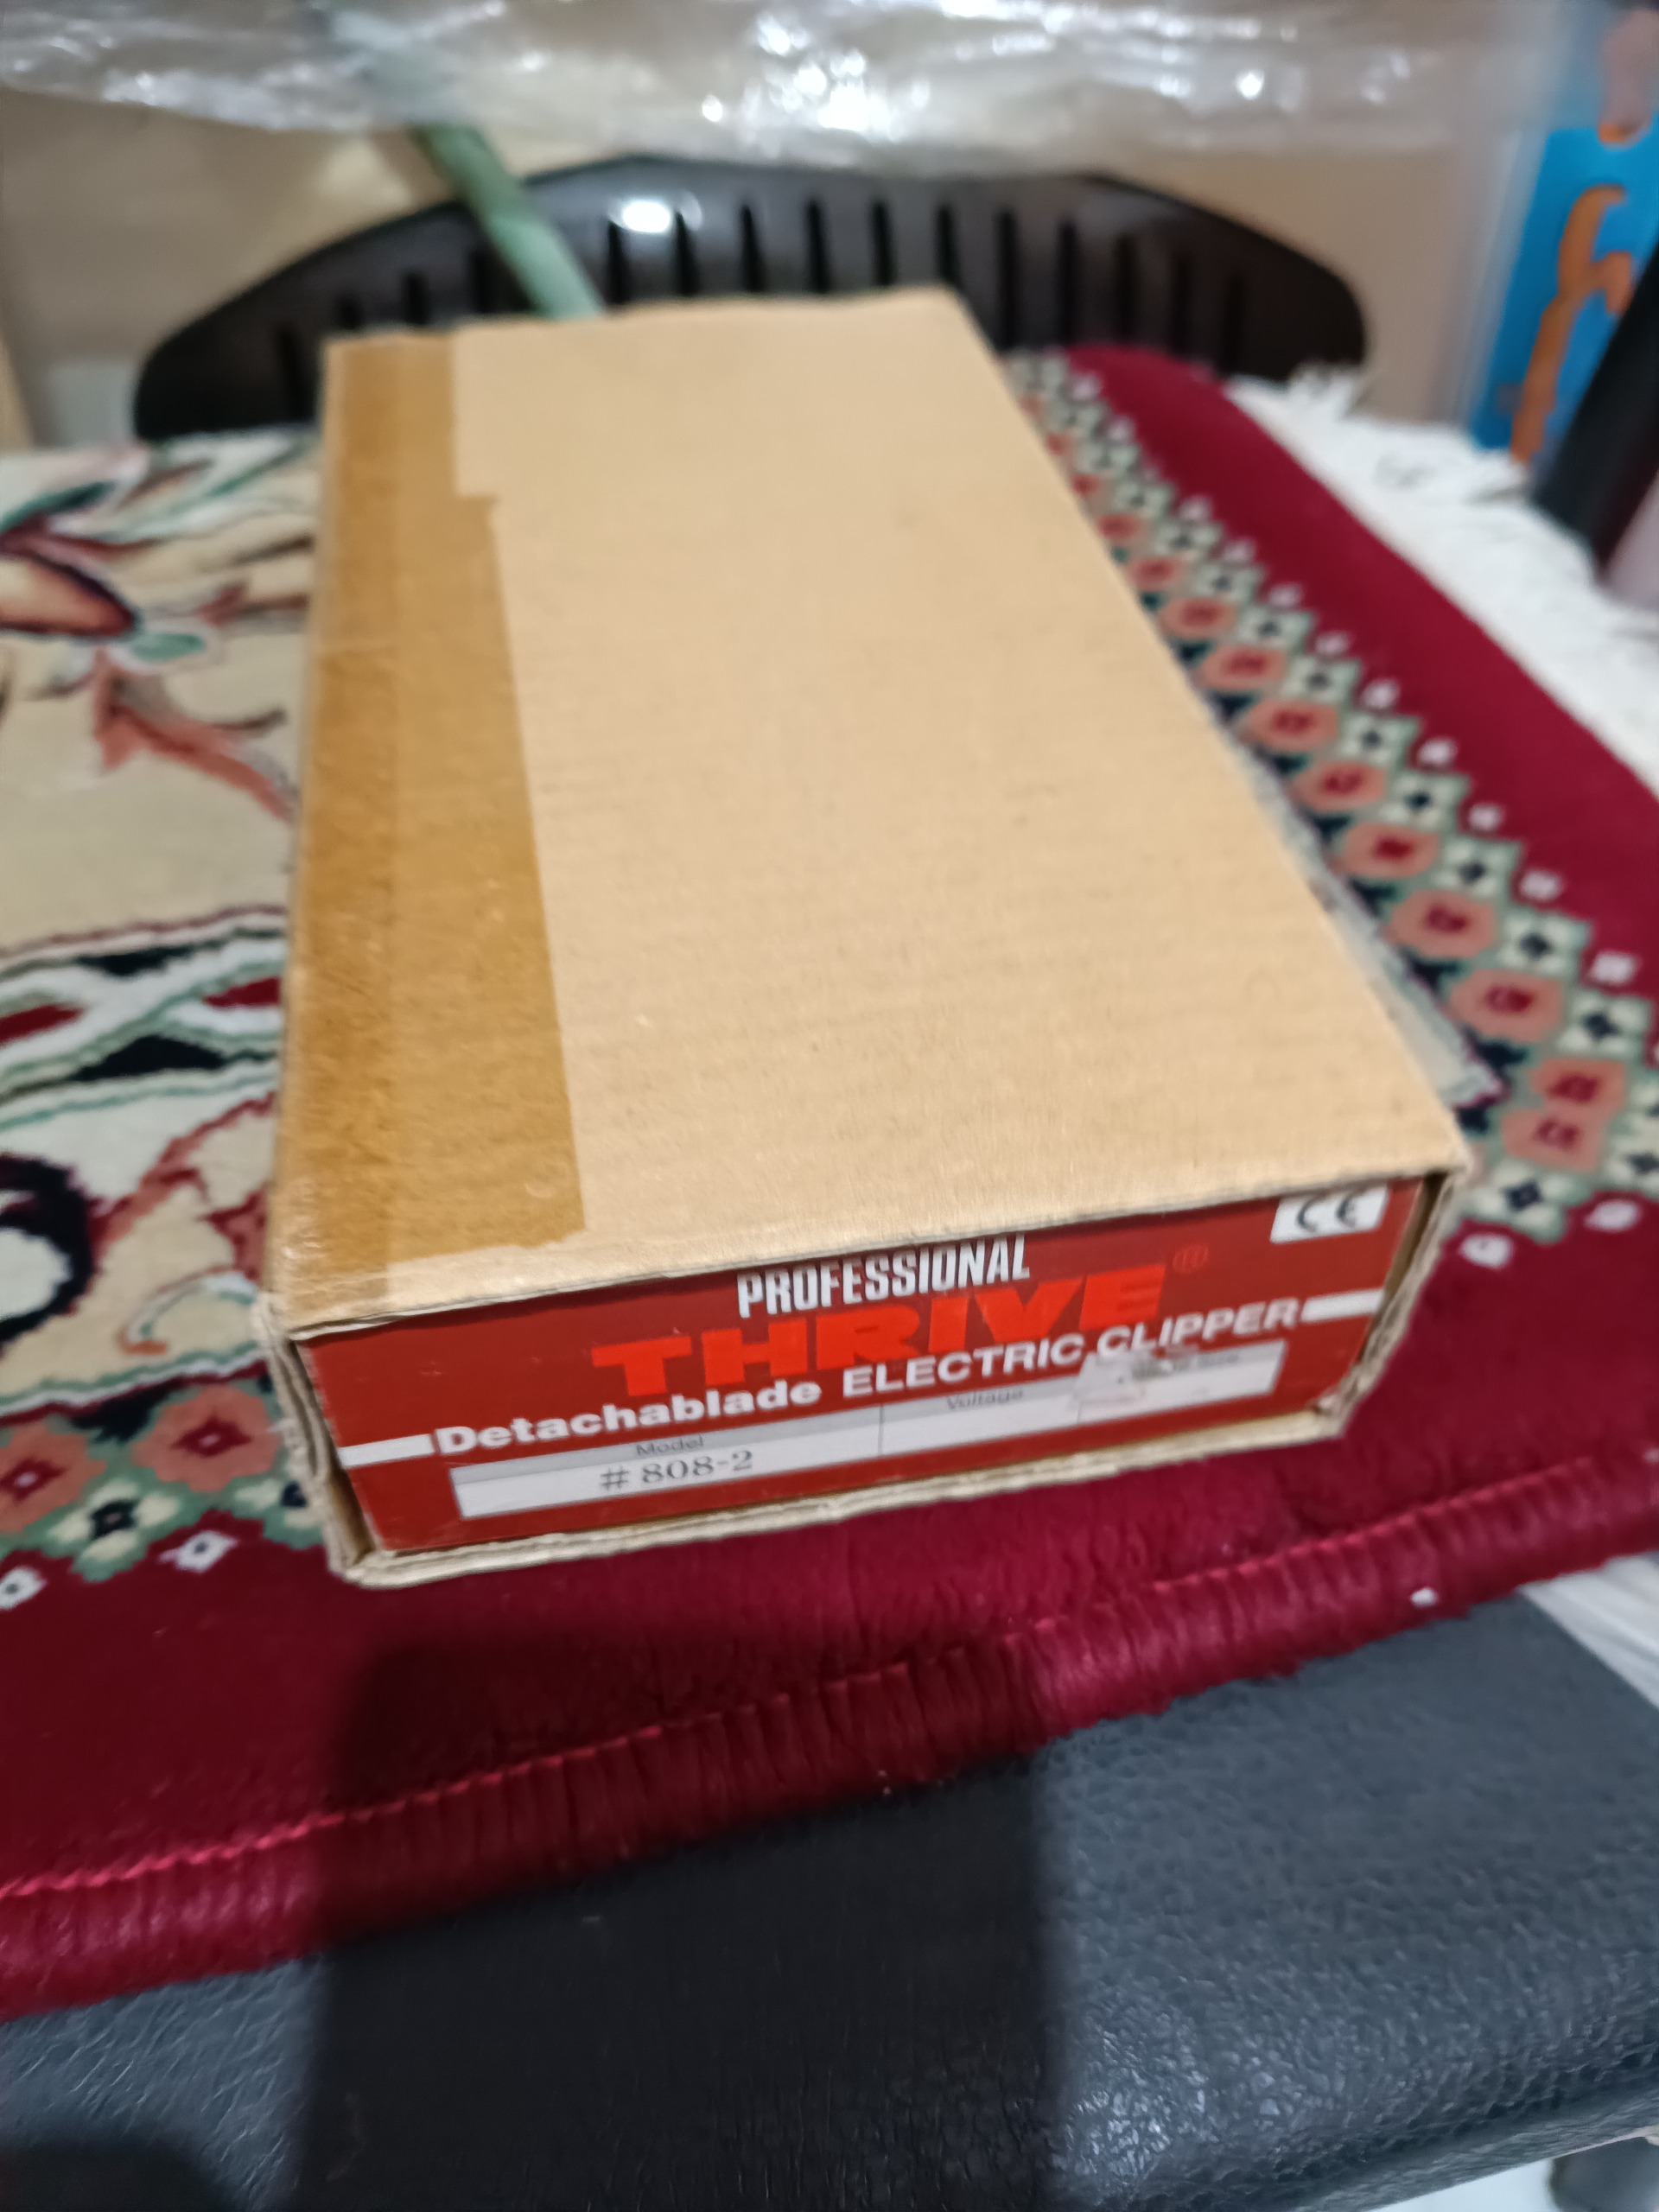 CE
PROFESSIONAL
THRIVE®
Detachablade ELECTRIC CLIPPER
Model Voltage
# 808-2